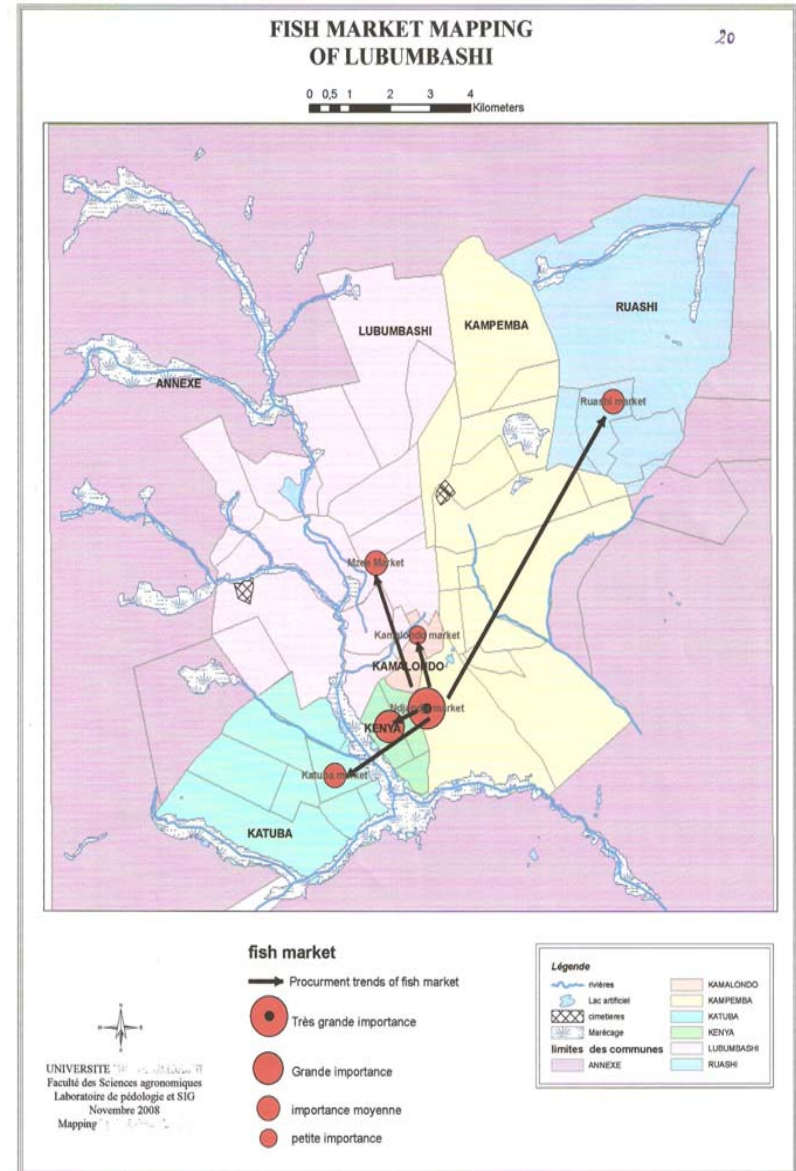 FISH MARKET MAPPING
OF LUBUMBASHI
20
0 0,5 1 2 3 4
Kilometers
RUASHI
KAMPEMBA
LUBUMBASHI
ANNEXE
Ruashi market
Mzee Market
Kamalondo market
KAMALONDO
market
KENYA
Katuba market
KATUBA
fish market
Procurment trends of fish market
Très grande importance
Grande importance
importance moyenne
petite importance
N
UNIVERSITE
Faculté des Sciences agronomiques
Laboratoire de pédologie et SIG
Novembre 2008
Mapping
Légende
rivières
Lac artificiel
cimetieres
Marécage
limites des communes
ANNEXE
KAMALONDO
KAMPEMBA
KATUBA
KENYA
LUBUMBASHI
RUASHI